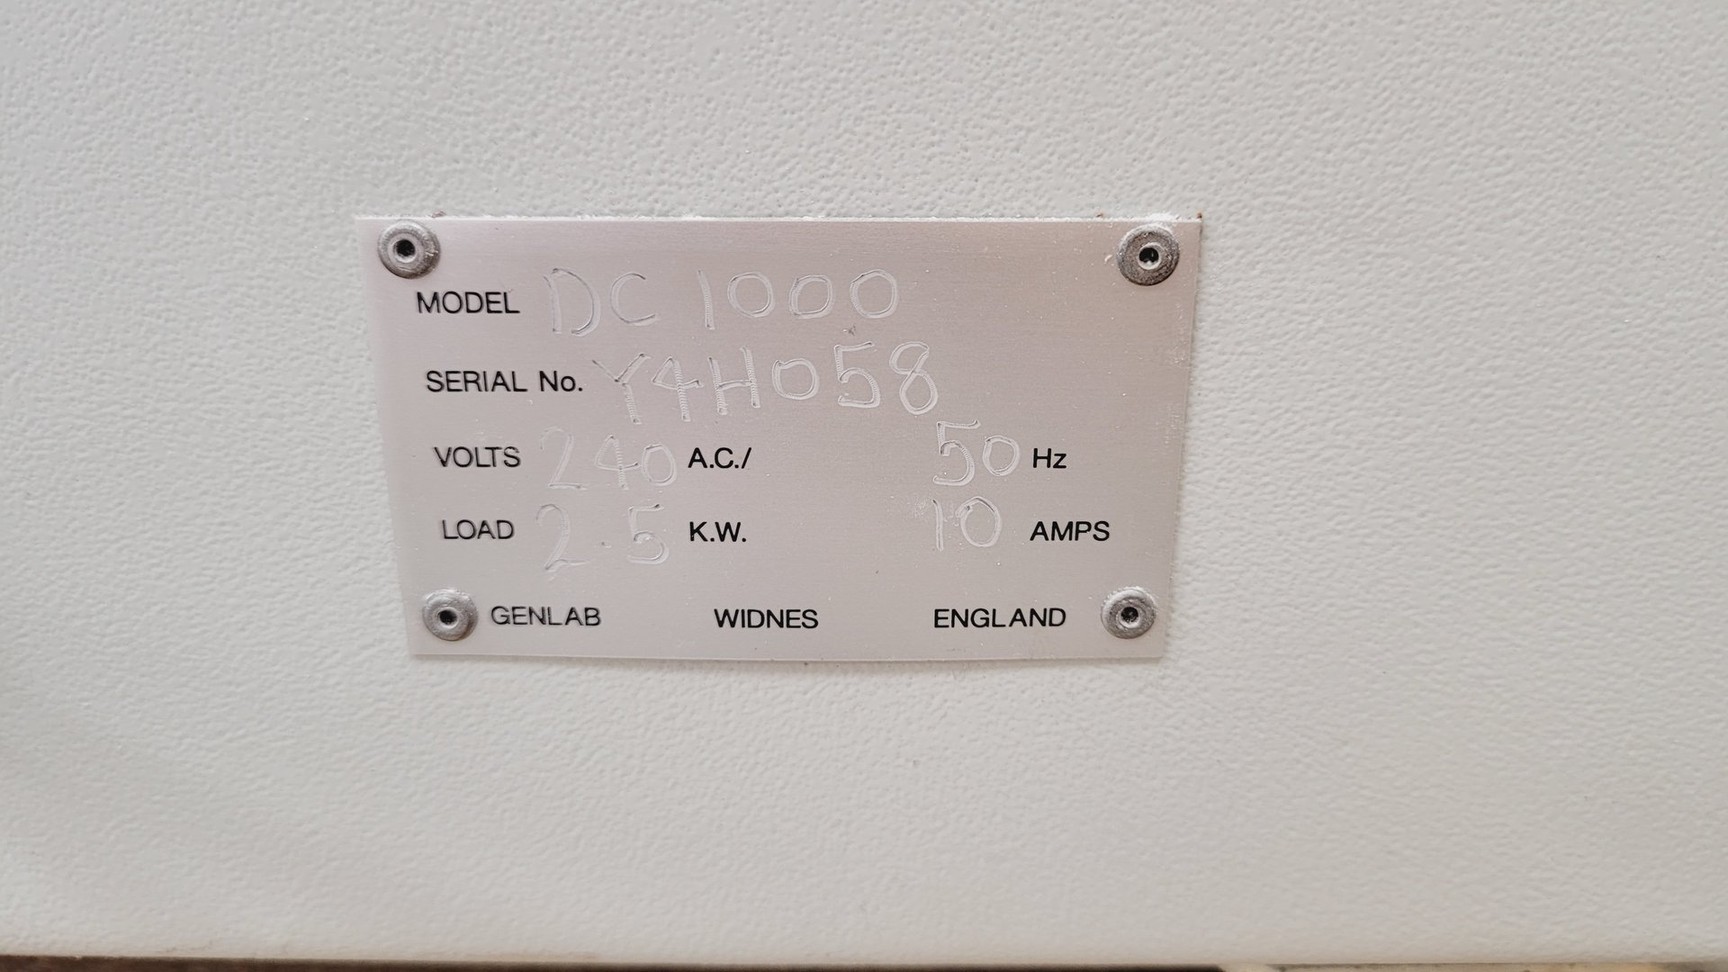 MODEL DC 1000
SERIAL No. Y4H058
VOLTS 240 A.C./ 50 Hz
LOAD 2.5 K.W. 10 AMPS
GENLAB WIDNES ENGLAND